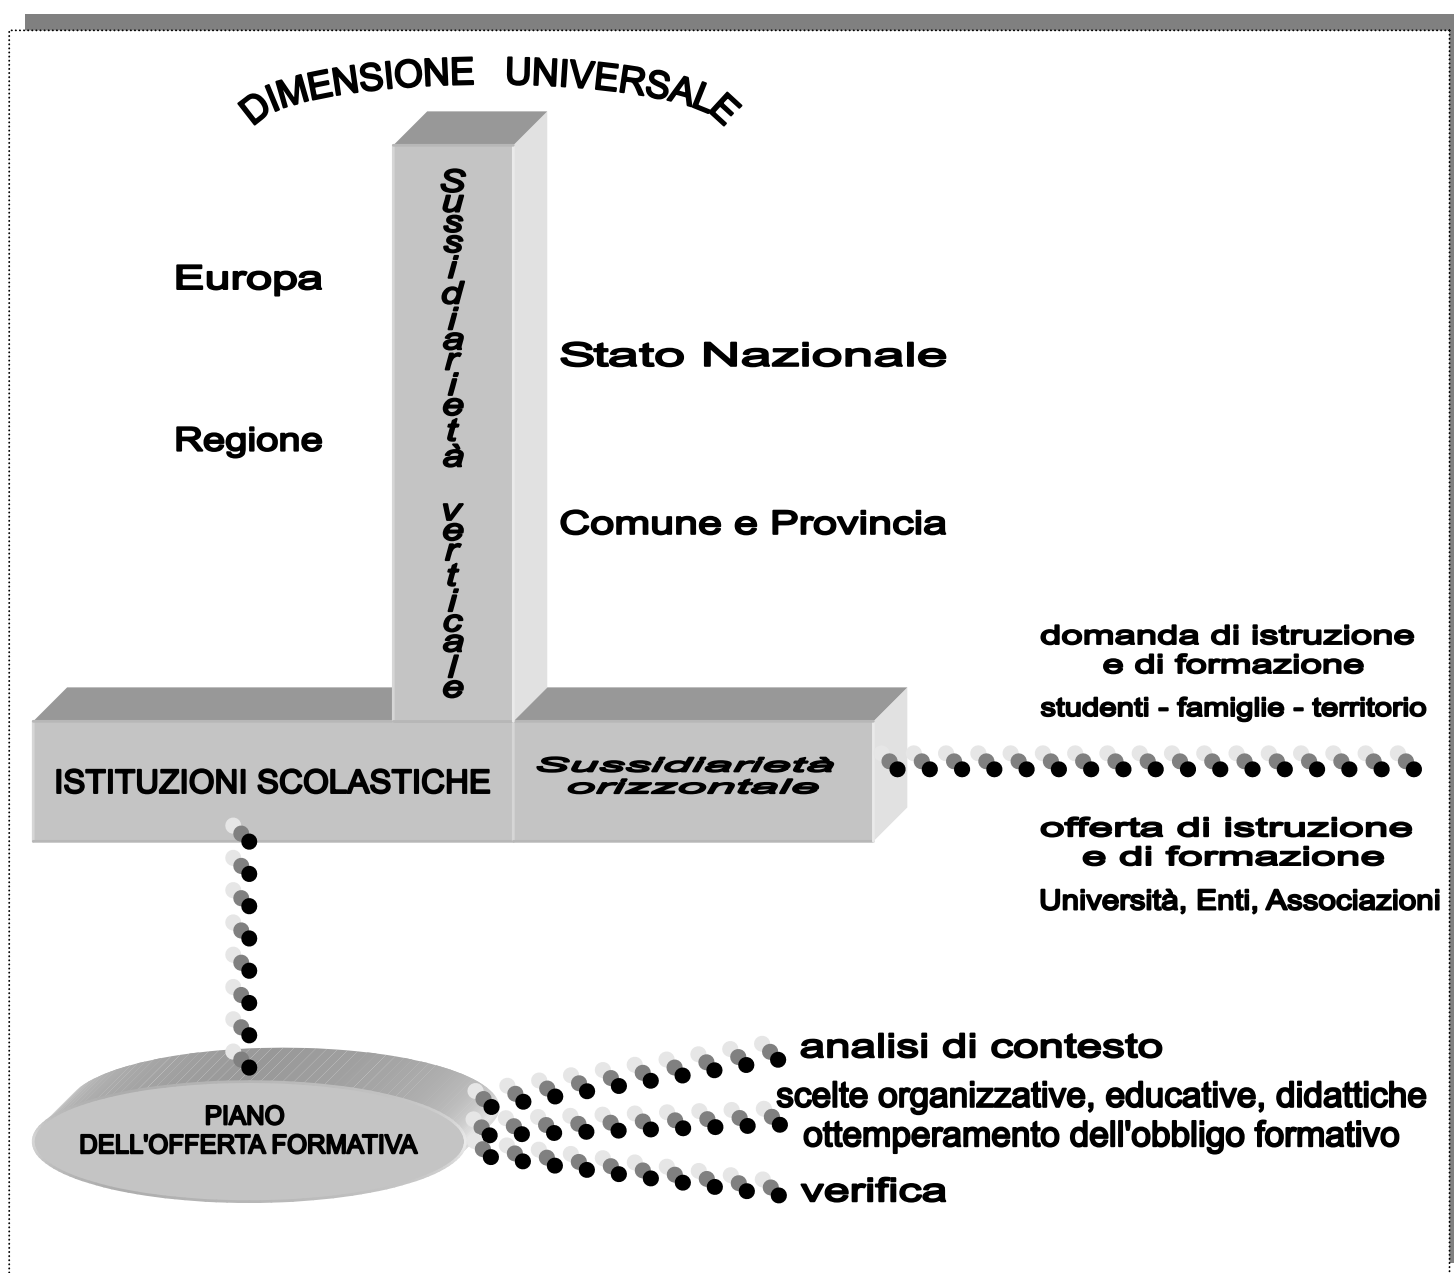 DIMENSIONE UNIVERSALE
Sussidiarietà verticale
Europa
Stato Nazionale
Regione
Comune e Provincia
domanda di istruzione
e di formazione
studenti - famiglie - territorio
ISTITUZIONI SCOLASTICHE
Sussidiarietà
orizzontale
offerta di istruzione
e di formazione
Università, Enti, Associazioni
PIANO
DELL'OFFERTA FORMATIVA
analisi di contesto
scelte organizzative, educative, didattiche
ottemperamento dell'obbligo formativo
verifica